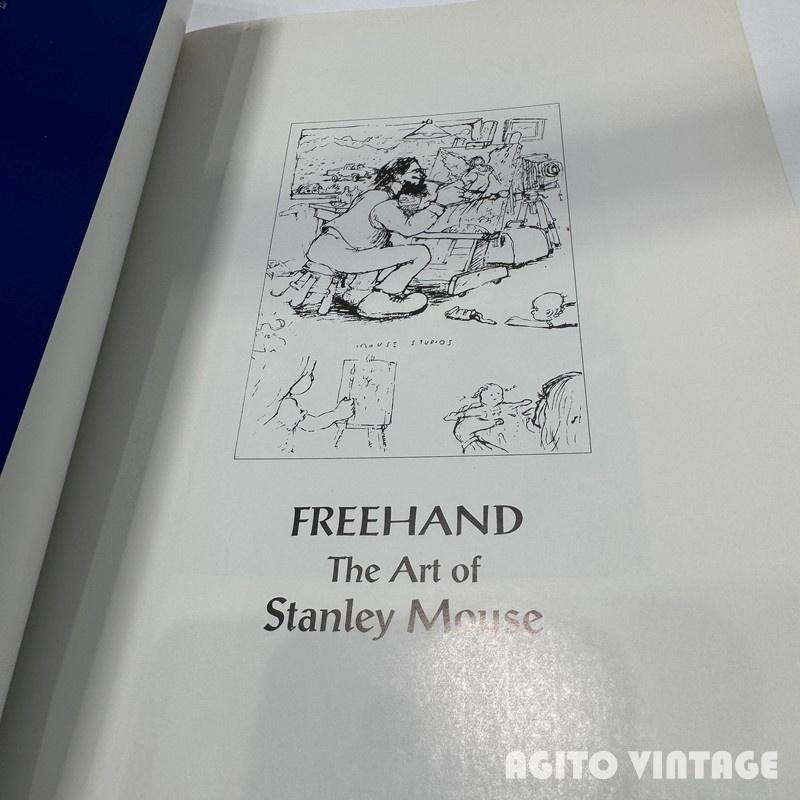 MOUSE STUDIOS
FREEHAND
The Art of
Stanley Mouse
AGITO VINTAGE